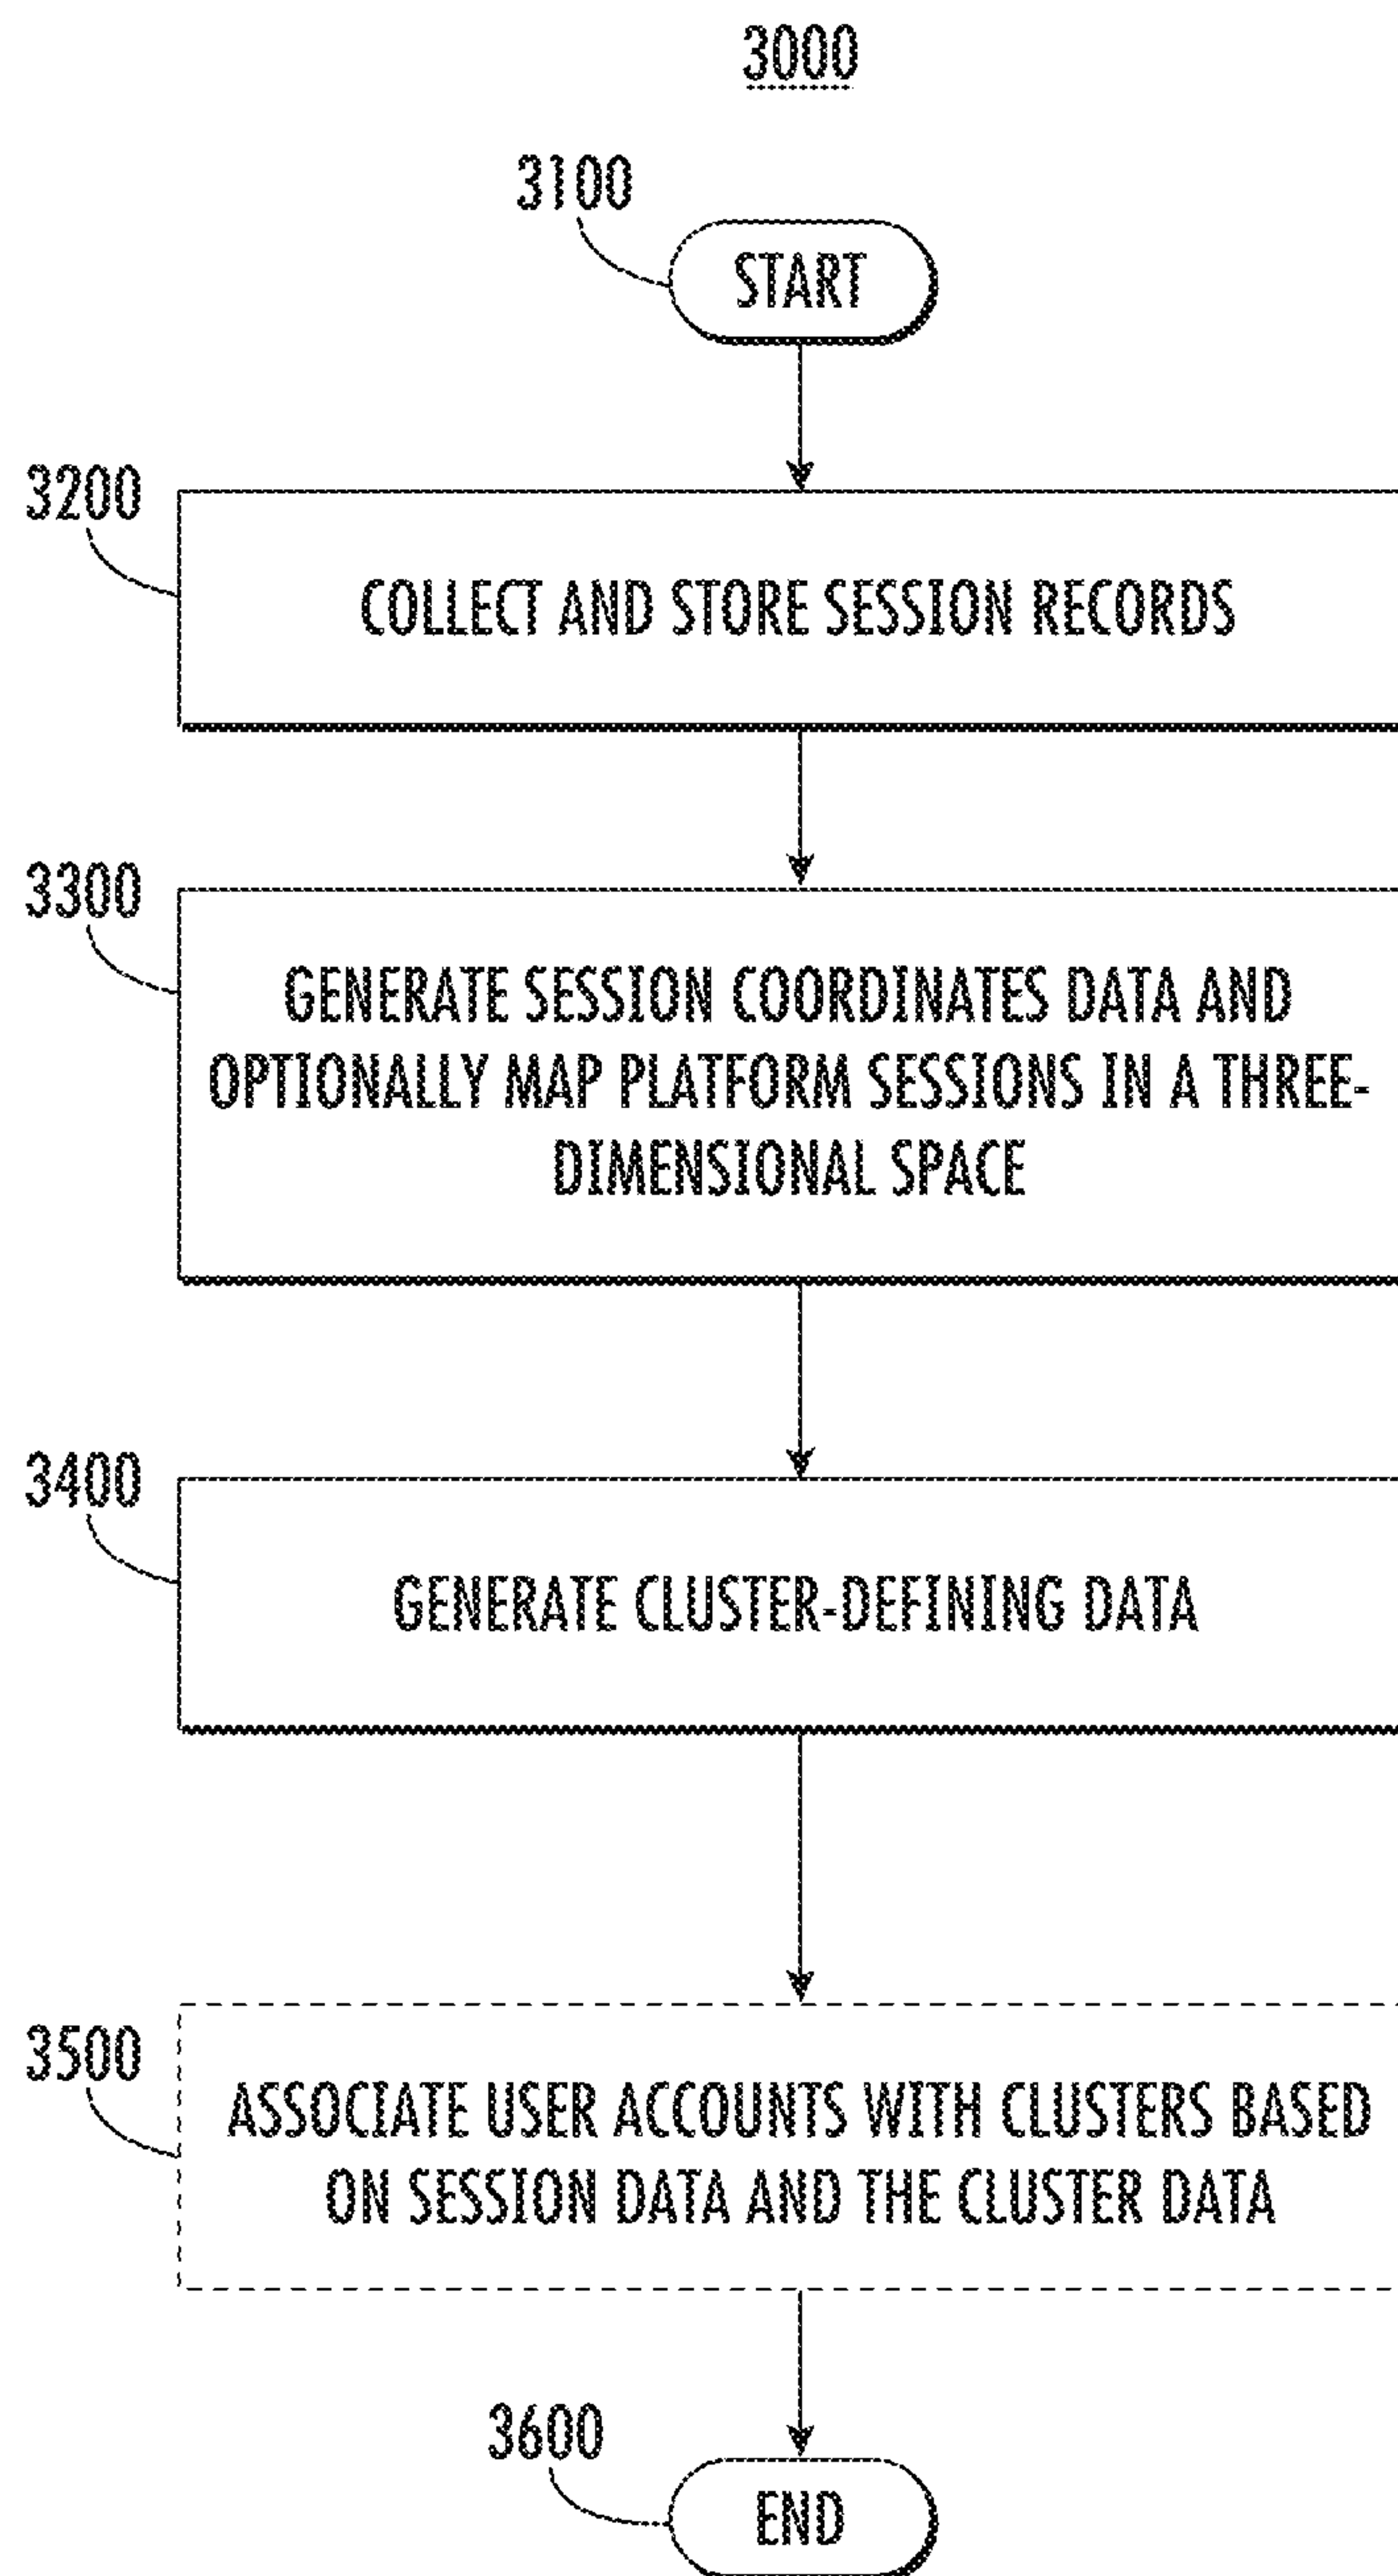 3000
3100
START
3200
COLLECT AND STORE SESSION RECORDS
3300
GENERATE SESSION COORDINATES DATA AND
OPTIONALLY MAP PLATFORM SESSIONS IN A THREE-
DIMENSIONAL SPACE
3400
GENERATE CLUSTER-DEFINING DATA
3500
ASSOCIATE USER ACCOUNTS WITH CLUSTERS BASED
ON SESSION DATA AND THE CLUSTER DATA
3600
END